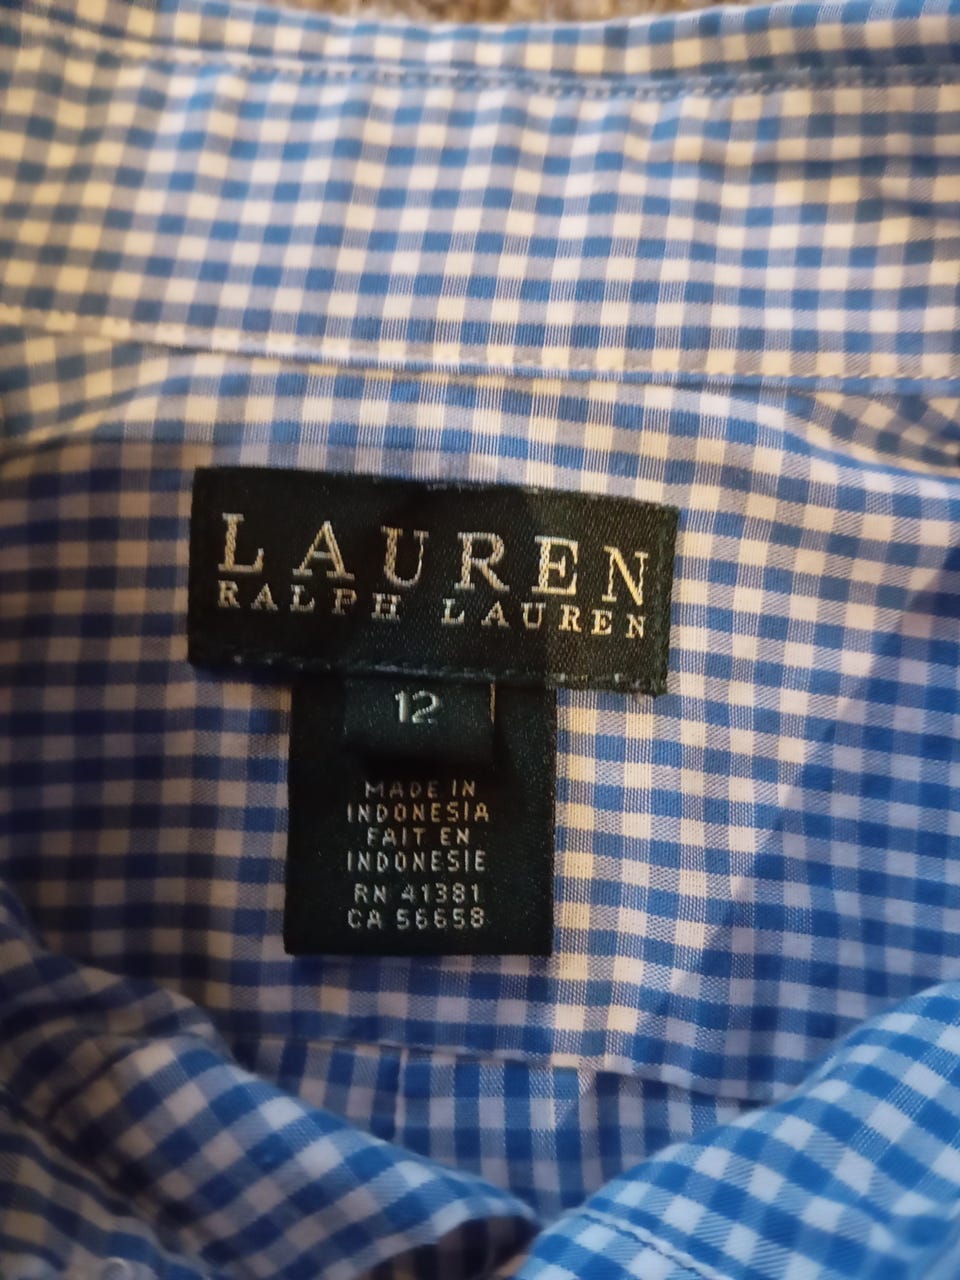 LAUREN
RALPH LAUREN
12
MADE IN
INDONESIA
FAIT EN
INDONESIE
RN 41381
CA 56658